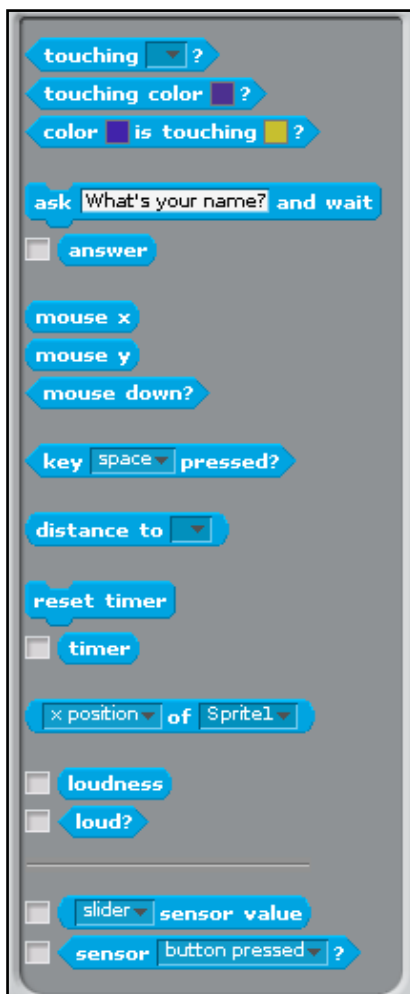 touching ?
touching color ?
color is touching ?
ask What's your name? and wait
answer
mouse x
mouse y
mouse down?
key space pressed?
distance to
reset timer
timer
x position of Sprite1
loudness
loud?
slider sensor value
sensor button pressed ?